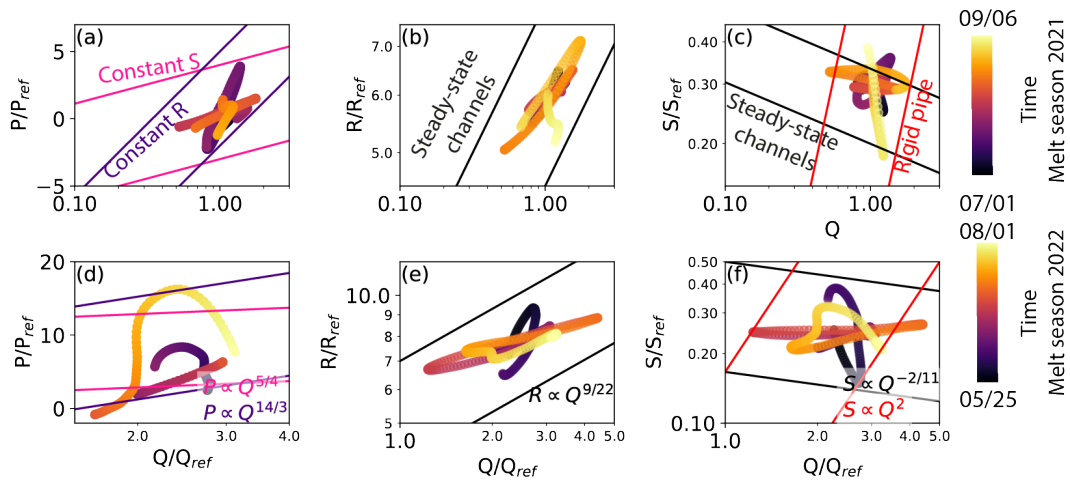 (a)
Constant S
Constant R
P/P_ref
5
0
−5
0.10
1.00
(b)
Steady-state
channels
R/R_ref
7.0
6.0
5.0
0.10
1.00
(c)
Steady-state
channels
Rigid pipe
S/S_ref
0.40
0.30
0.20
0.10
1.00
Q
09/06
07/01
Time
Melt season 2021
(d)
P ∝ Q^5/4
P ∝ Q^14/3
P/P_ref
20
10
0
2.0
3.0
4.0
Q/Q_ref
(e)
R ∝ Q^9/22
R/R_ref
10.0
9
8
7
6
5
1.0
2.0
3.0
4.0
5.0
Q/Q_ref
(f)
S ∝ Q^−2/11
S ∝ Q^2
S/S_ref
0.50
0.40
0.30
0.20
0.10
1.0
2.0
3.0
4.0
5.0
Q/Q_ref
08/01
05/25
Time
Melt season 2022